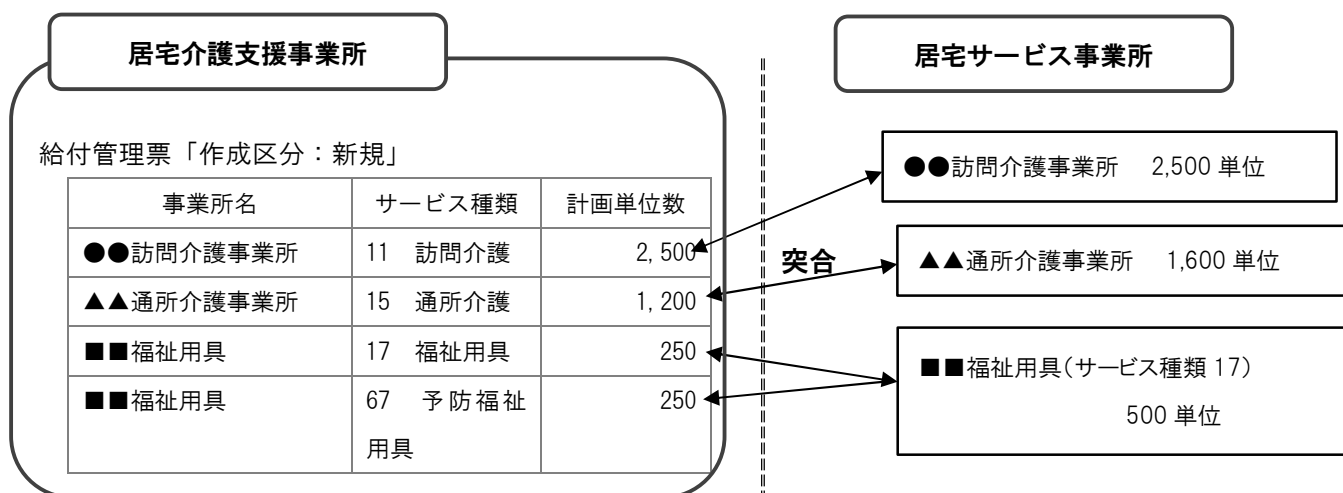 居宅介護支援事業所
居宅サービス事業所
給付管理票「作成区分：新規」
事業所名 サービス種類 計画単位数
●●訪問介護事業所 11 訪問介護 2,500
▲▲通所介護事業所 15 通所介護 1,200
■■福祉用具 17 福祉用具 250
■■福祉用具 67 予防福祉 250
用具
突合
●●訪問介護事業所 2,500 単位
▲▲通所介護事業所 1,600 単位
■■福祉用具（サービス種類 17）
500 単位